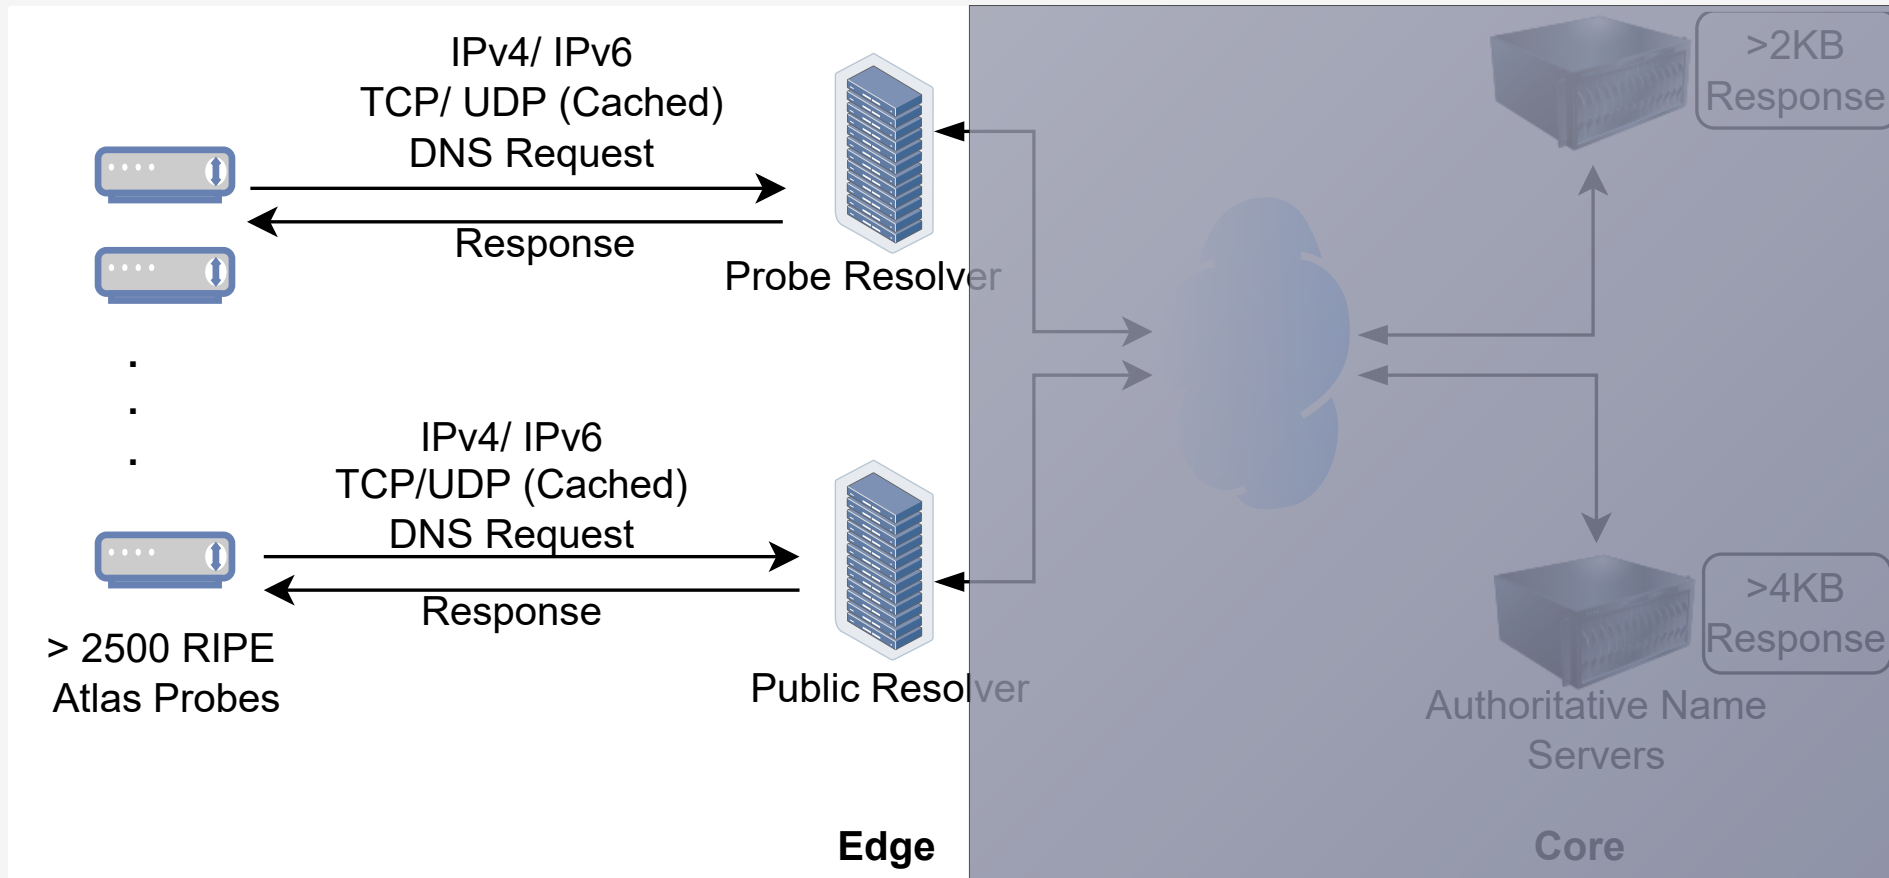 IPv4/ IPv6
TCP/ UDP (Cached)
DNS Request
Response
Probe Resolver
>2KB
Response
.
.
.
IPv4/ IPv6
TCP/UDP (Cached)
DNS Request
Response
> 2500 RIPE
Atlas Probes
Public Resolver
>4KB
Response
Authoritative Name
Servers
Edge
Core